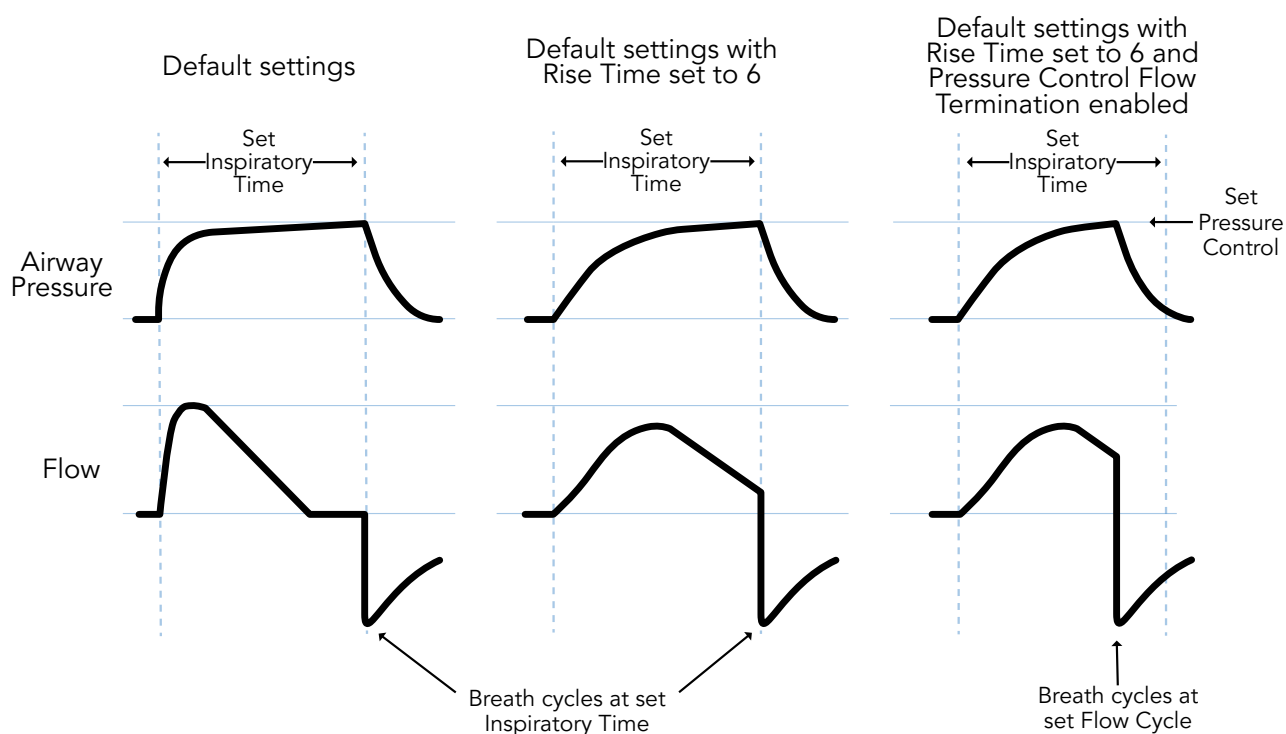 Default settings
Default settings with
Rise Time set to 6
Default settings with
Rise Time set to 6 and
Pressure Control Flow
Termination enabled
Set
Inspiratory
Time
Set
Inspiratory
Time
Set
Inspiratory
Time
Set
Pressure
Control
Airway
Pressure
Flow
Breath cycles at set
Inspiratory Time
Breath cycles at
set Flow Cycle